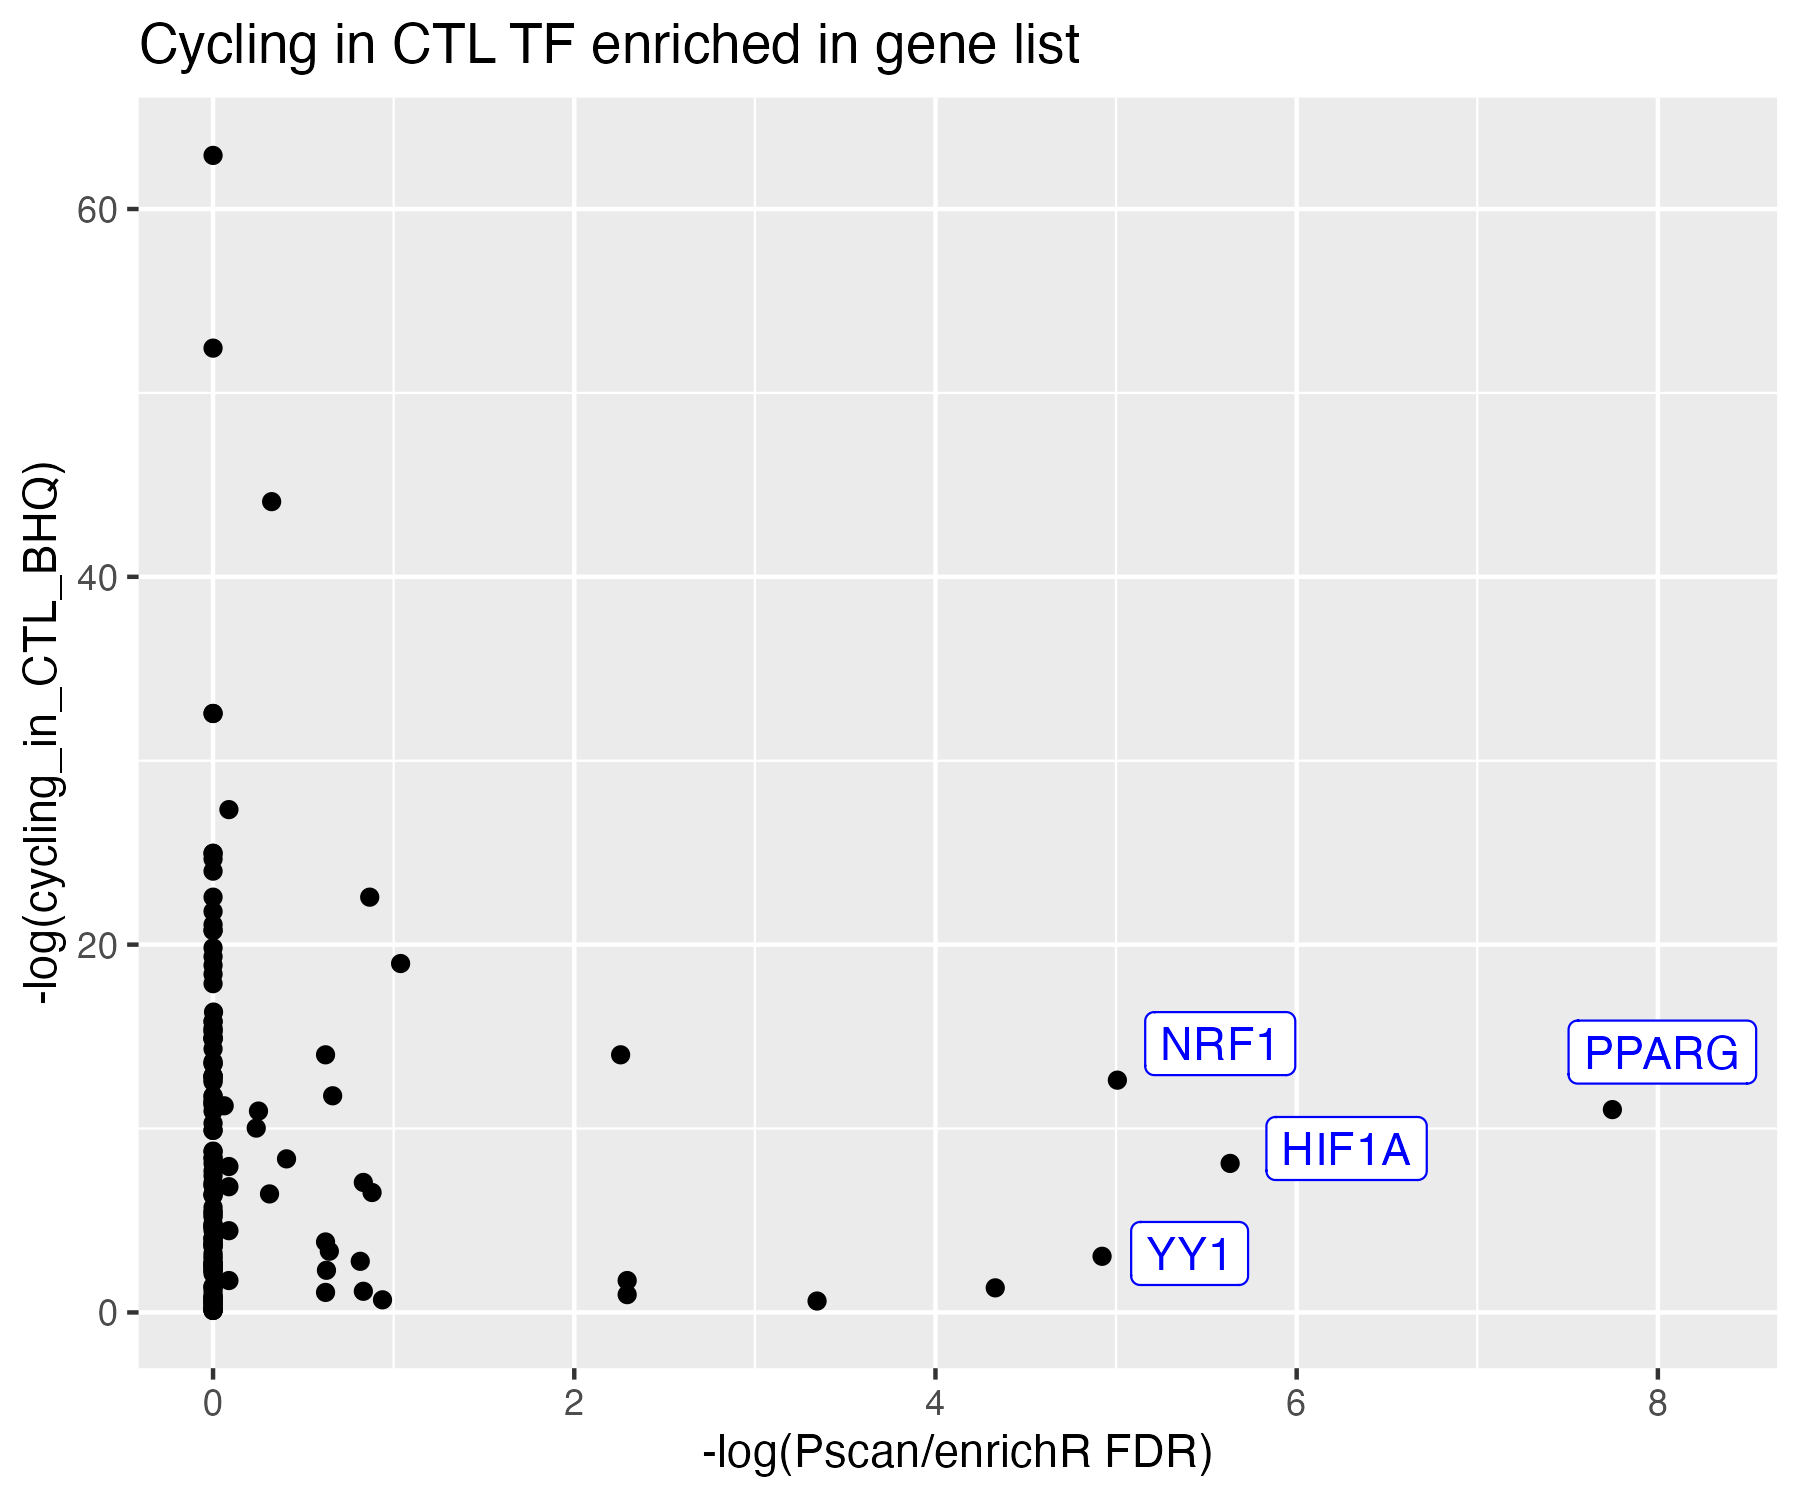 Cycling in CTL TF enriched in gene list
-log(cycling_in_CTL_BHQ)
60
40
20
0
NRF1
PPARG
HIF1A
YY1
0 2 4 6 8
-log(Pscan/enrichR FDR)